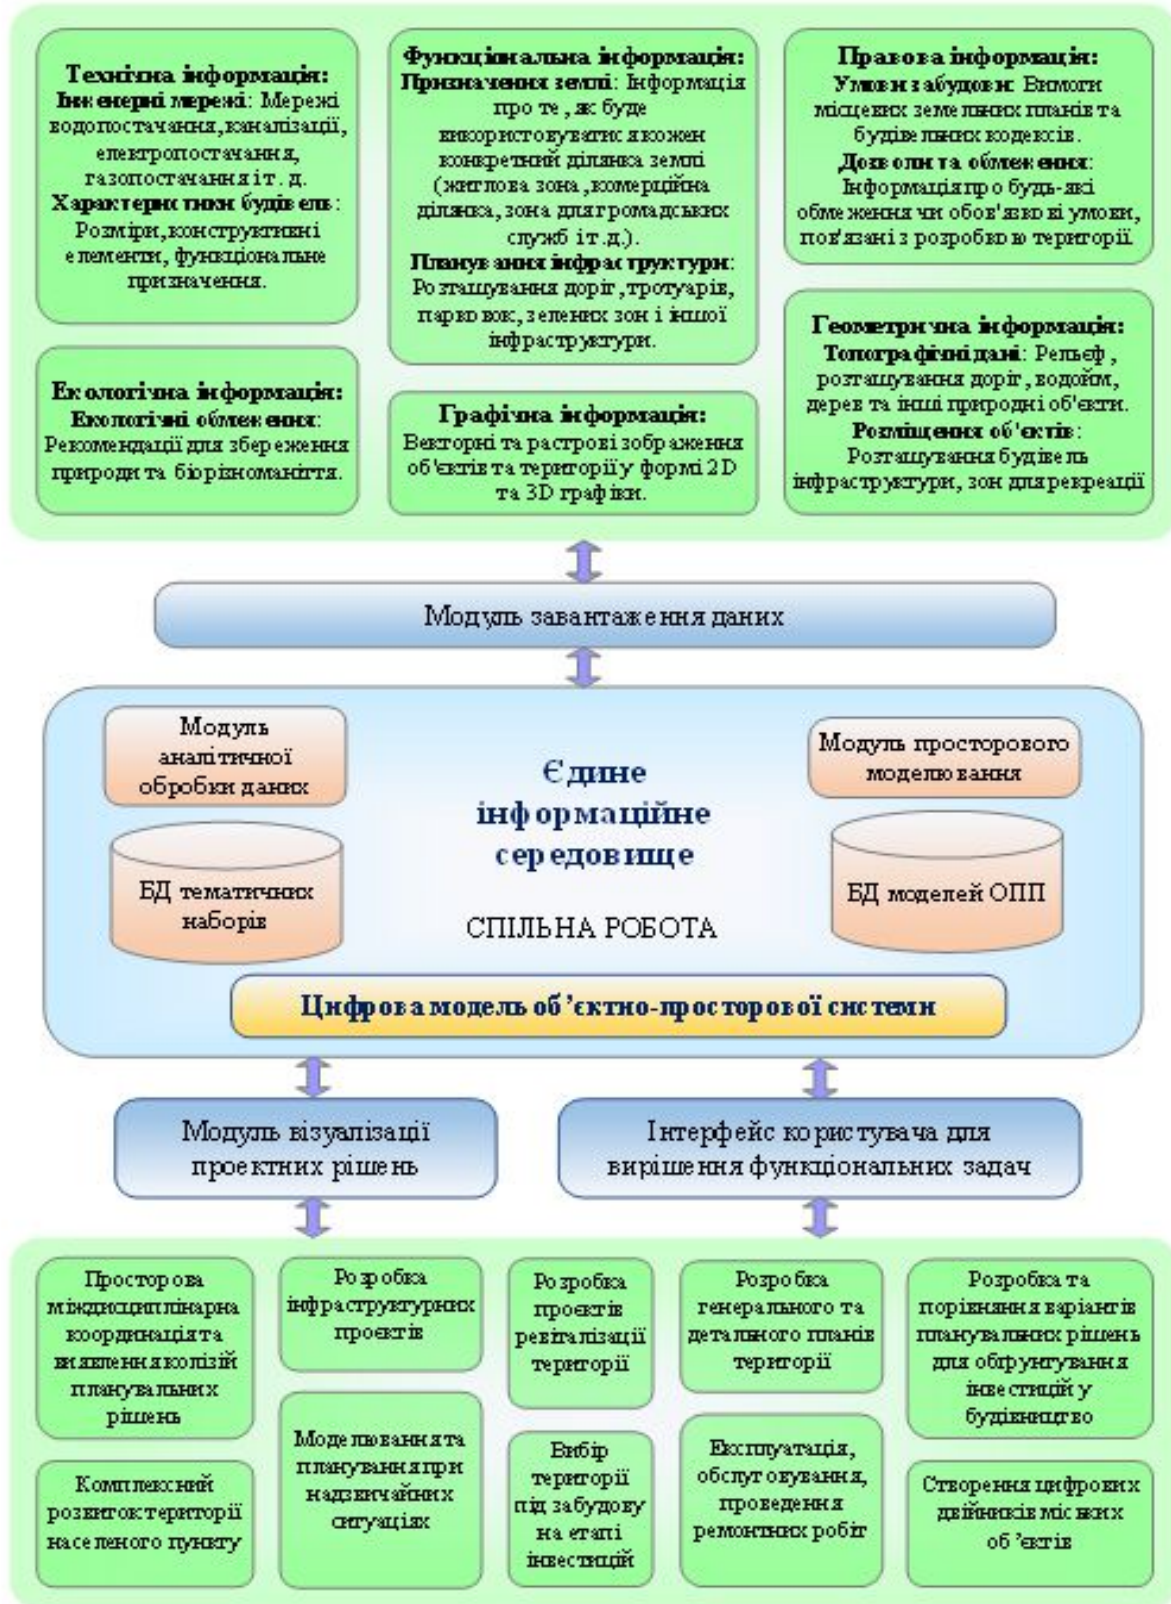 Технічна інформація:
Інженерні мережі: Мережі
водопостачання, каналізації,
електропостачання,
газопостачання і т. д.
Характеристики будівель:
Розміри, конструктивні
елементи, функціональне
призначення.
Екологічна інформація:
Екологічні обмеження:
Рекомендації для збереження
природи та біорізноманіття.
Функціональна інформація:
Призначення землі: Інформація
про те, як буде
використовуватися кожен
конкретний ділянка землі
(житлова зона, комерційна
ділянка, зона для громадських
служб і т.д.).
Планування інфраструктури:
Розташування доріг, тротуарів,
парковок, зелених зон і іншої
інфраструктури.
Графічна інформація:
Векторні та растрові зображення
об'єктів та території у формі 2D
та 3D графіки.
Правова інформація:
Умови забудови: Вимоги
місцевих земельних планів та
будівельних кодексів.
Дозволи та обмеження:
Інформація про будь-які
обмеження чи обов'язкові умови,
пов'язані з розробкою території.
Геометрична інформація:
Топографічні дані: Рельєф,
розташування доріг, водойм,
дерев та інші природні об'єкти.
Розміщення об'єктів:
Розташування будівель
інфраструктури, зон для рекреації
Модуль завантаження даних
Модуль
аналітичної
обробки даних
БД тематичних
наборів
Єдине
інформаційне
середовище
СПІЛЬНА РОБОТА
Модуль просторового
моделювання
БД моделей ОПП
Цифрова модель об’єктно-просторової системи
Модуль візуалізації
проектних рішень
Інтерфейс користувача для
вирішення функціональних задач
Просторова
міждисциплінарна
координація та
виявлення колізій
планувальних
рішень
Розробка
інфраструктурних
проєктів
Розробка
проєктів
ревіталізації
території
Розробка
генерального та
детального планів
території
Розробка та
порівняння варіантів
планувальних рішень
для обґрунтування
інвестицій у
будівництво
Комплексний
розвиток території
населеного пункту
Моделювання та
планування при
надзвичайних
ситуаціях
Вибір
території
під забудову
на етапі
інвестицій
Експлуатація,
обслуговування,
проведення
ремонтних робіт
Створення цифрових
двійників міських
об’єктів